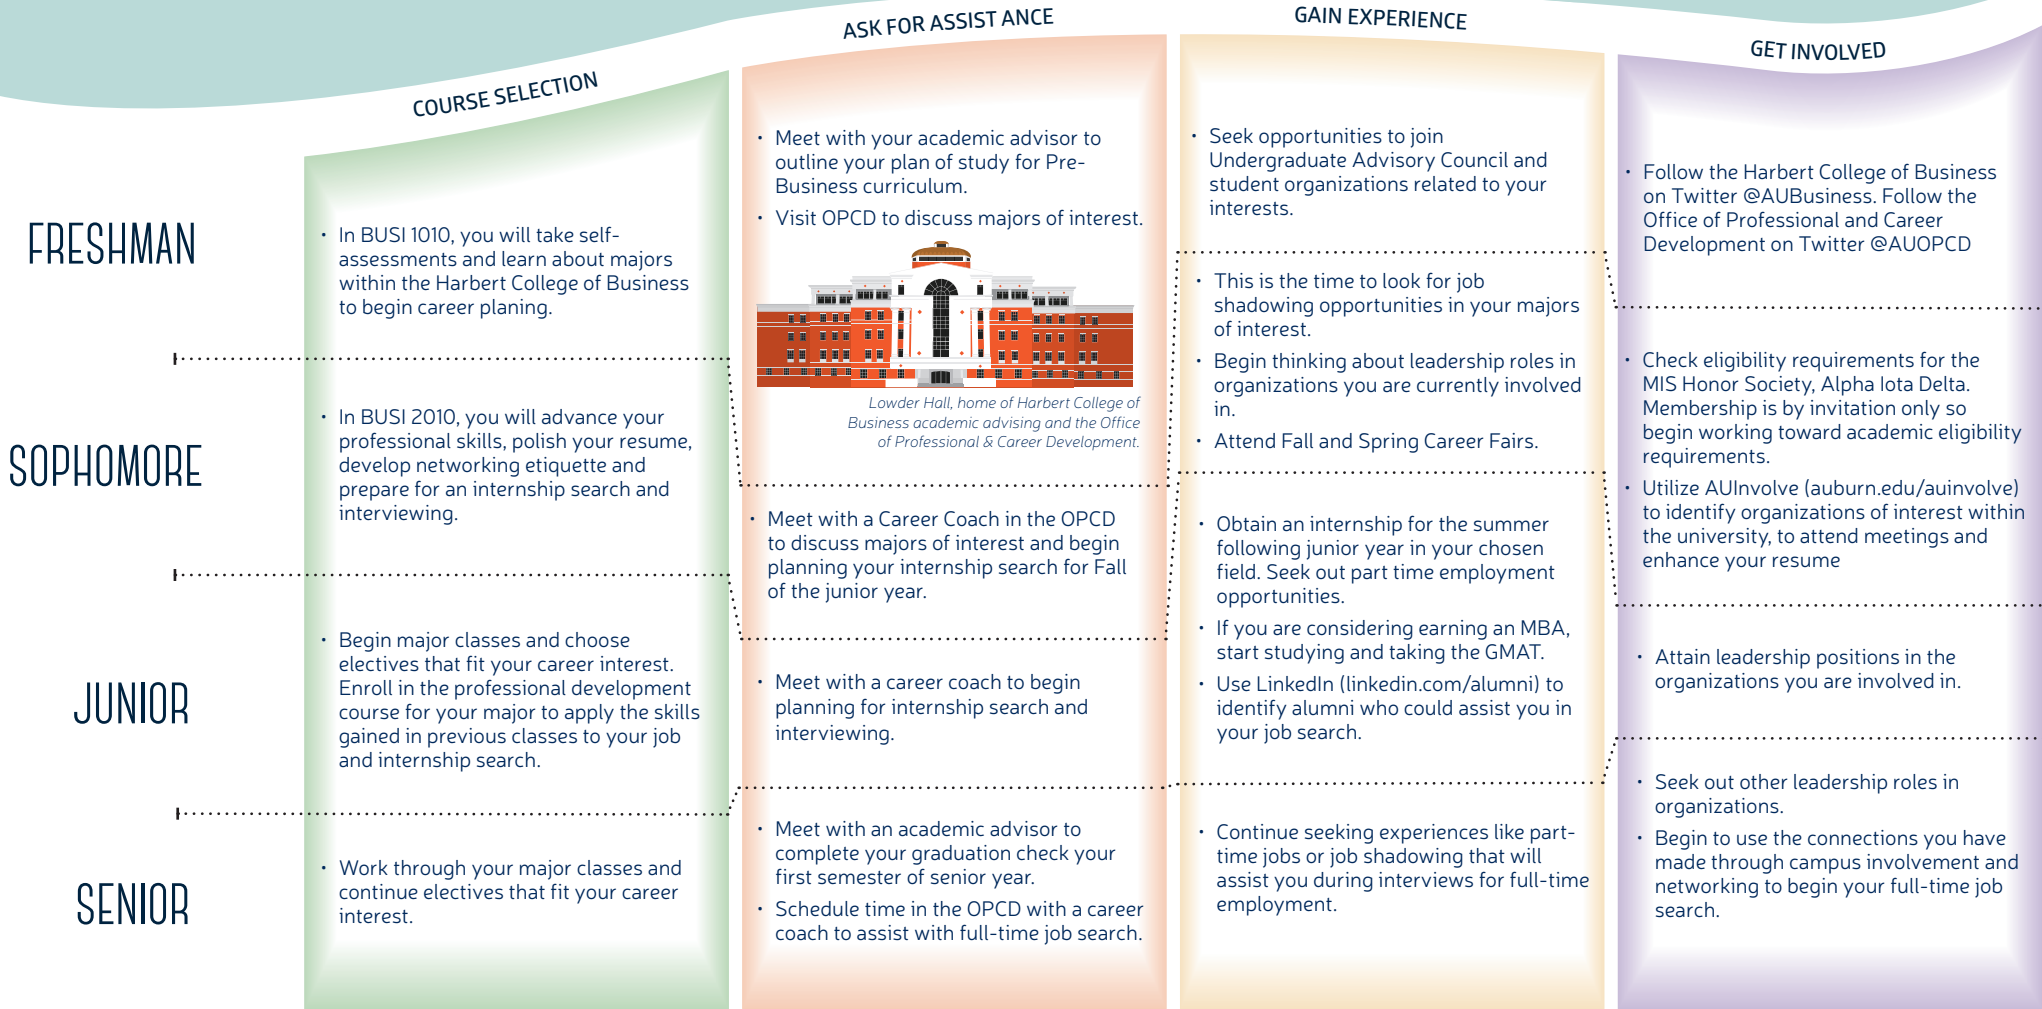 COURSE SELECTION
ASK FOR ASSIST ANCE
GAIN EXPERIENCE
GET INVOLVED
FRESHMAN
• In BUSI 1010, you will take self-
assessments and learn about majors
within the Harbert College of Business
to begin career planing.
• Meet with your academic advisor to
outline your plan of study for Pre-
Business curriculum.
• Visit OPCD to discuss majors of interest.
Lowder Hall, home of Harbert College of
Business academic advising and the Office
of Professional & Career Development.
• Seek opportunities to join
Undergraduate Advisory Council and
student organizations related to your
interests.
• Follow the Harbert College of Business
on Twitter @AUBusiness. Follow the
Office of Professional and Career
Development on Twitter @AUOPCD
SOPHOMORE
• In BUSI 2010, you will advance your
professional skills, polish your resume,
develop networking etiquette and
prepare for an internship search and
interviewing.
• Meet with a Career Coach in the OPCD
to discuss majors of interest and begin
planning your internship search for Fall
of the junior year.
• This is the time to look for job
shadowing opportunities in your majors
of interest.
• Begin thinking about leadership roles in
organizations you are currently involved
in.
• Attend Fall and Spring Career Fairs.
• Check eligibility requirements for the
MIS Honor Society, Alpha Iota Delta.
Membership is by invitation only so
begin working toward academic eligibility
requirements.
• Utilize AUInvolve (auburn.edu/auinvolve)
to identify organizations of interest within
the university, to attend meetings and
enhance your resume
JUNIOR
• Begin major classes and choose
electives that fit your career interest.
Enroll in the professional development
course for your major to apply the skills
gained in previous classes to your job
and internship search.
• Meet with a career coach to begin
planning for internship search and
interviewing.
• Obtain an internship for the summer
following junior year in your chosen
field. Seek out part time employment
opportunities.
• If you are considering earning an MBA,
start studying and taking the GMAT.
• Use LinkedIn (linkedin.com/alumni) to
identify alumni who could assist you in
your job search.
• Attain leadership positions in the
organizations you are involved in.
SENIOR
• Work through your major classes and
continue electives that fit your career
interest.
• Meet with an academic advisor to
complete your graduation check your
first semester of senior year.
• Schedule time in the OPCD with a career
coach to assist with full-time job search.
• Continue seeking experiences like part-
time jobs or job shadowing that will
assist you during interviews for full-time
employment.
• Seek out other leadership roles in
organizations.
• Begin to use the connections you have
made through campus involvement and
networking to begin your full-time job
search.